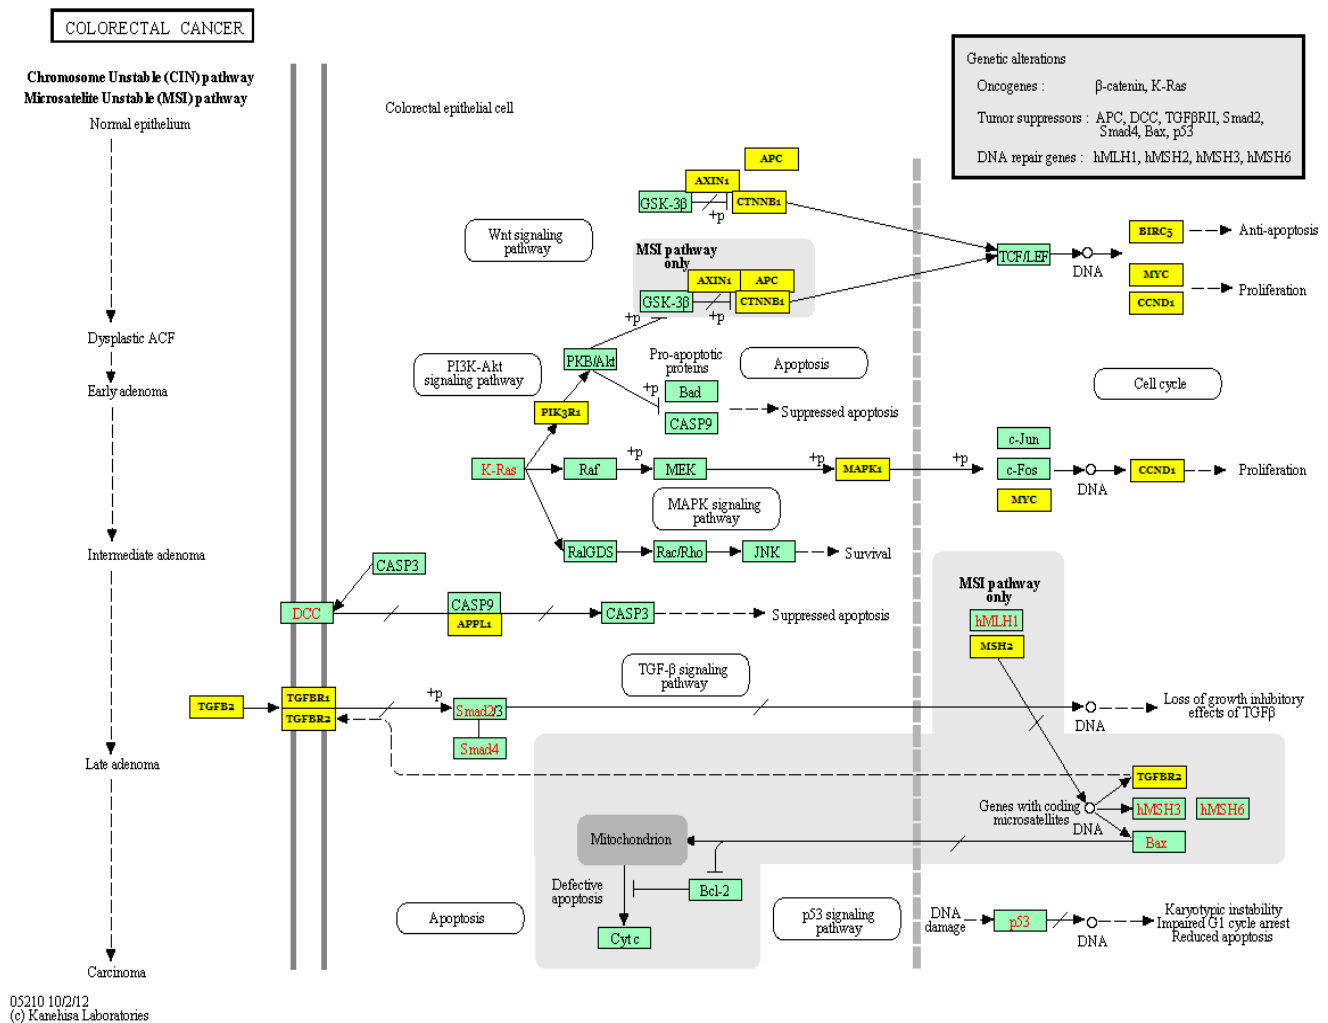 COLORECTAL CANCER
Chromosome Unstable (CIN) pathway
Microsatelite Unstable (MSI) pathway
Normal epithelium
Dysplastic ACF
Early adenoma
Intermediate adenoma
Late adenoma
Carcinoma
Colorectal epithelial cell
Genetic alterations
Oncogenes : β-catenin, K-Ras
Tumor suppressors : APC, DCC, TGFβRII, Smad2,
Smad4, Bax, p53
DNA repair genes : hMLH1, hMSH2, hMSH3, hMSH6
APC
AXIN1
GSK-3β
+p
CTNNB1
Wnt signaling
pathway
MSI pathway
only
AXIN1
APC
GSK-3β
+p
CTNNB1
TCF/LEF
DNA
BIRC5
Anti-apoptosis
MYC
CCND1
Proliferation
+p
PI3K-Akt
signaling pathway
PKB/Akt
Pro-apoptotic
proteins
Apoptosis
Cell cycle
+p
Bad
CASP9
Suppressed apoptosis
PIK3R1
K-Ras
Raf
+p
MEK
+p
MAPK1
+p
c-Jun
c-Fos
MYC
DNA
CCND1
Proliferation
MAPK signaling
pathway
RalGDS
Rac/Rho
JNK
Survival
CASP3
DCC
CASP9
APPL1
CASP3
Suppressed apoptosis
MSI pathway
only
hMLH1
MSH2
TGF-β signaling
pathway
TGFB2
TGFBR1
TGFBR2
+p
Smad2/3
Smad4
DNA
Loss of growth inhibitory
effects of TGFβ
TGFBR2
Genes with coding
microsatellites
DNA
hMSH3
hMSH6
Bax
Mitochondrion
Defective
apoptosis
Bcl-2
Cytc
Apoptosis
p53 signaling
pathway
DNA
damage
p53
DNA
Karyotypic instability
Impaired G1 cycle arrest
Reduced apoptosis
05210 10/2/12
(c) Kanehisa Laboratories